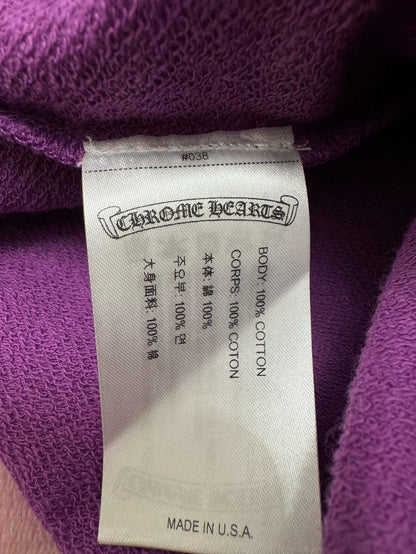 #038
CHROME HEARTS
BODY: 100% COTTON
CORPS: 100% COTON
本体: 綿 100%
주요부: 100% 면
大身面料: 100% 棉
MADE IN U.S.A.